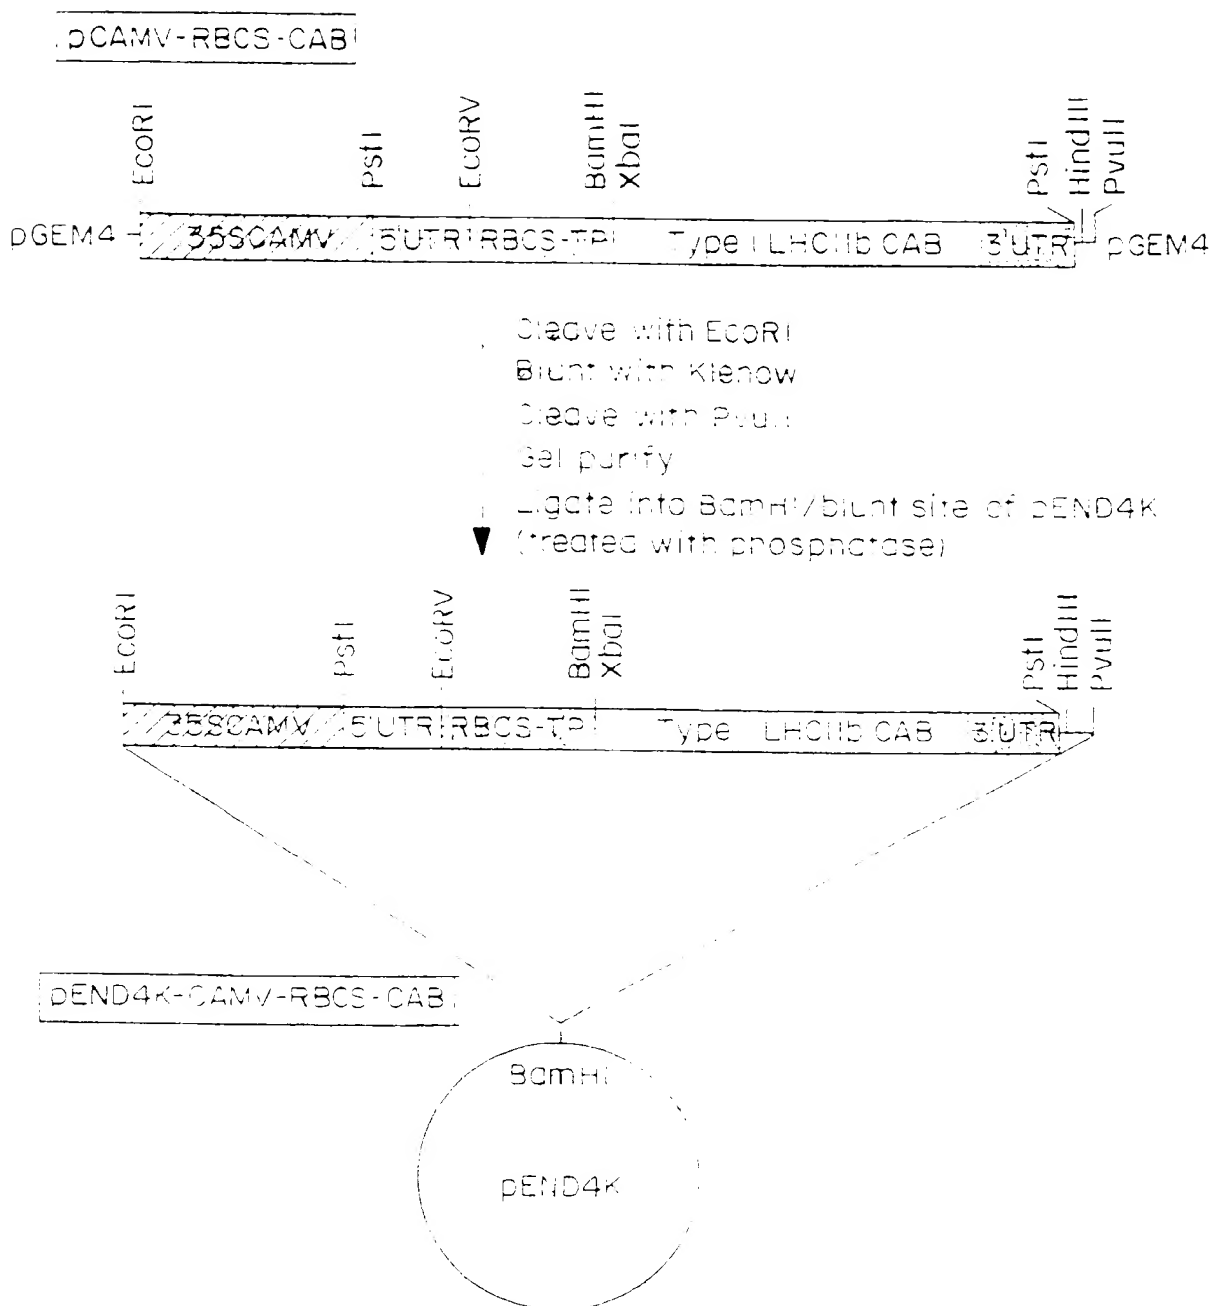 pCAMV-RBCS-CAB
EcoRI PstI EcoRV BamHI XbaI PstI HindIII PvuII
pGEM4 35SCAMV 5'UTR RBCS-TP Type I LHCIIb CAB 3'UTR pGEM4
Cleave with EcoRI
Blunt with Klenow
Cleave with PvuII
Gel purify
Ligate into BamHI/blunt site of pEND4K
(treated with phosphatase)
EcoRI PstI EcoRV BamHI XbaI PstI HindIII PvuII
35SCAMV 5'UTR RBCS-TP Type LHCIIb CAB 3'UTR
pEND4K-CAMV-RBCS-CAB
BamHI
pEND4K